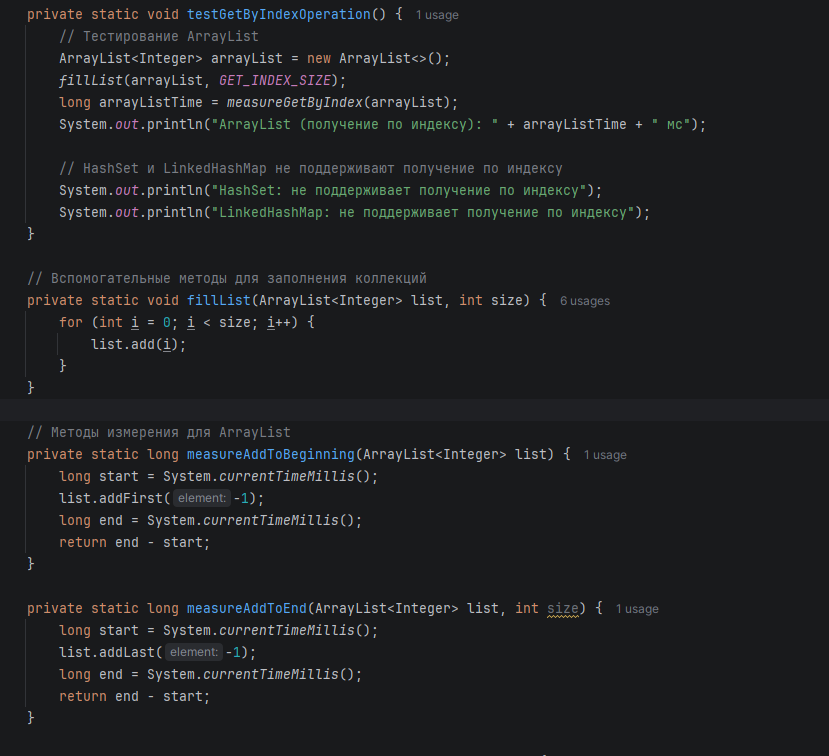 private static void testGetByIndexOperation() { 1 usage
// Тестирование ArrayList
ArrayList<Integer> arrayList = new ArrayList<>();
fillList(arrayList, GET_INDEX_SIZE);
long arrayListTime = measureGetByIndex(arrayList);
System.out.println("ArrayList (получение по индексу): " + arrayListTime + " мс");
// HashSet и LinkedHashMap не поддерживают получение по индексу
System.out.println("HashSet: не поддерживает получение по индексу");
System.out.println("LinkedHashMap: не поддерживает получение по индексу");
}
// Вспомогательные методы для заполнения коллекций
private static void fillList(ArrayList<Integer> list, int size) { 6 usages
for (int i = 0; i < size; i++) {
list.add(i);
}
}
// Методы измерения для ArrayList
private static long measureAddToBeginning(ArrayList<Integer> list) { 1 usage
long start = System.currentTimeMillis();
list.addFirst( element: -1);
long end = System.currentTimeMillis();
return end - start;
}
private static long measureAddToEnd(ArrayList<Integer> list, int size) { 1 usage
long start = System.currentTimeMillis();
list.addLast( element: -1);
long end = System.currentTimeMillis();
return end - start;
}